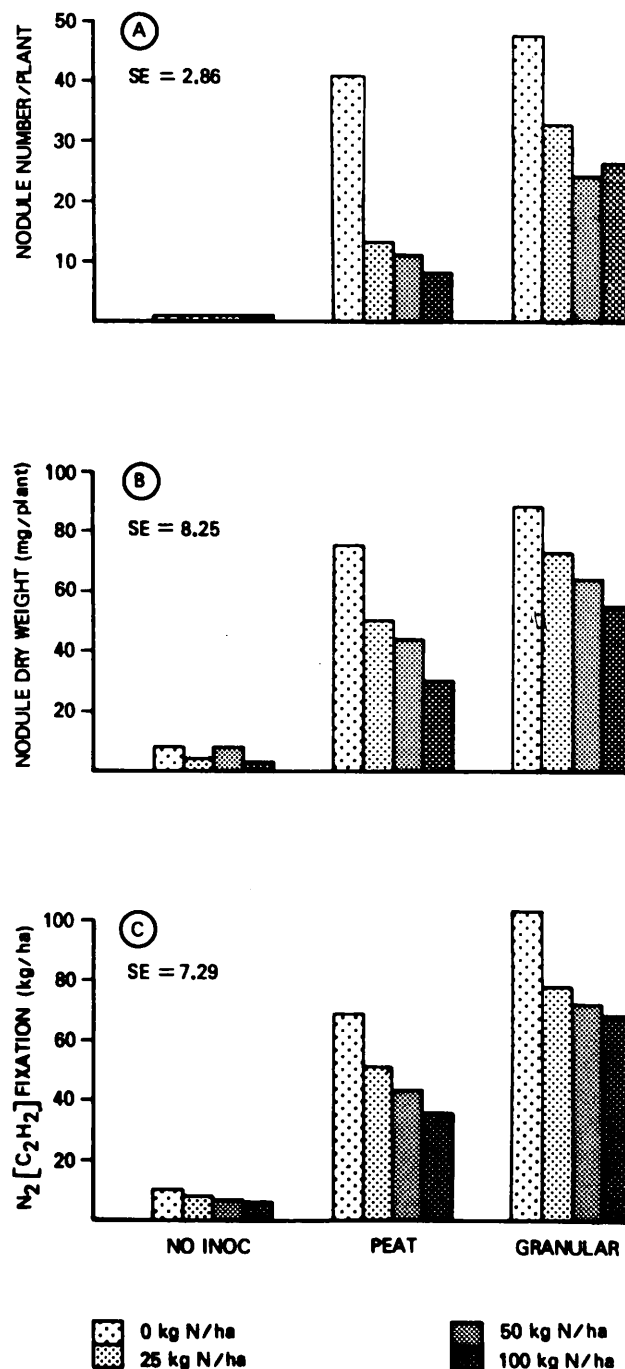 50
A
SE = 2.86
40
30
20
10
NODULE NUMBER/PLANT
100
B
SE = 8.25
80
60
40
20
NODULE DRY WEIGHT (mg/plant)
100
C
SE = 7.29
80
60
40
20
N₂[C₂H₂] FIXATION (kg/ha)
NO INOC PEAT GRANULAR
0 kg N/ha 50 kg N/ha
25 kg N/ha 100 kg N/ha